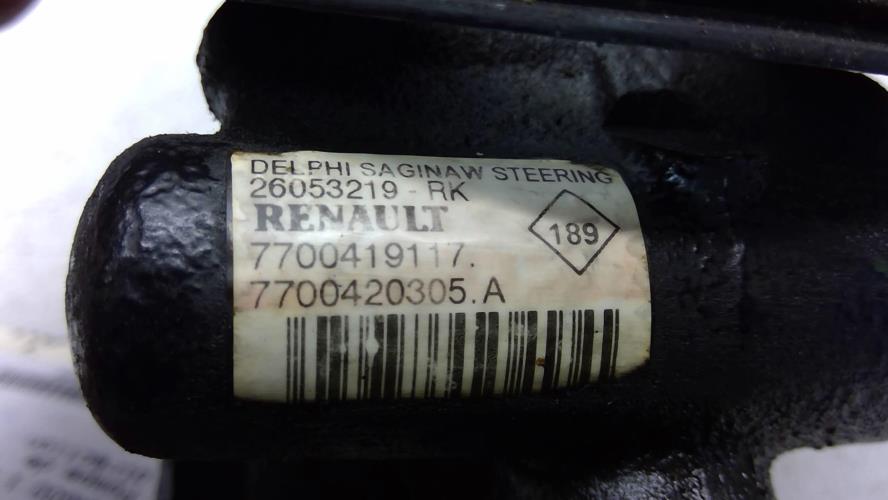 DELPHI SAGINAW STEERING
26053219 - RK
RENAULT
189
7700419117.
7700420305.A